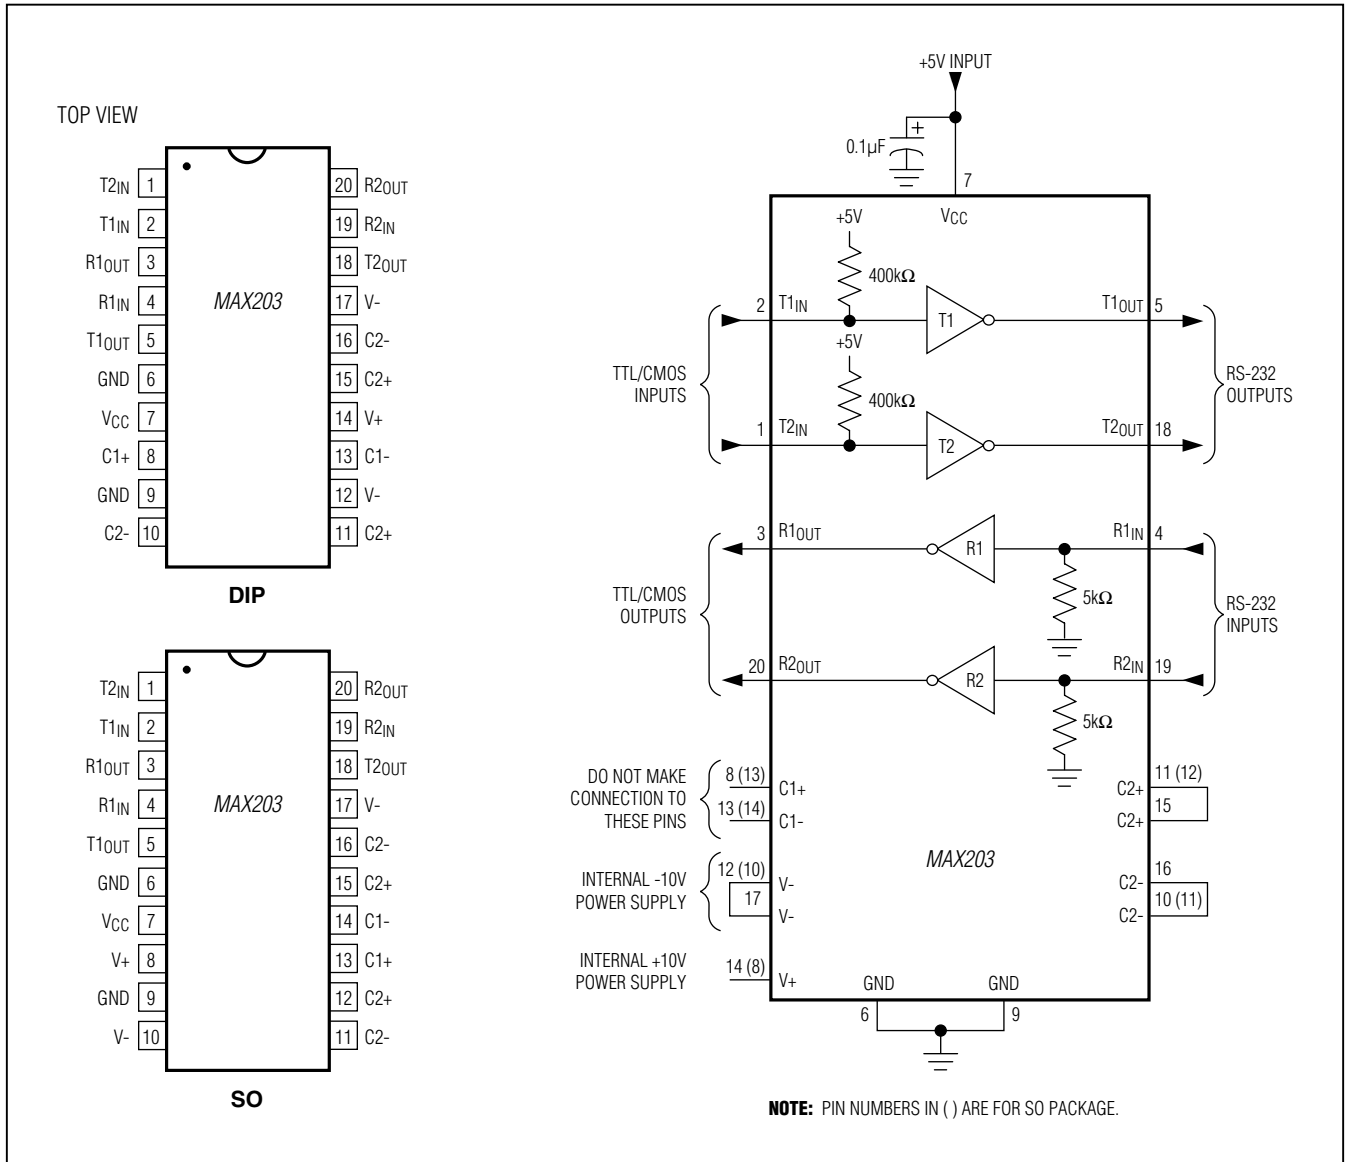 TOP VIEW
T2IN 1
T1IN 2
R1OUT 3
R1IN 4
T1OUT 5
GND 6
VCC 7
C1+ 8
GND 9
C2- 10
MAX203
20 R2OUT
19 R2IN
18 T2OUT
17 V-
16 C2-
15 C2+
14 V+
13 C1-
12 V-
11 C2+
DIP
T2IN 1
T1IN 2
R1OUT 3
R1IN 4
T1OUT 5
GND 6
VCC 7
V+ 8
GND 9
V- 10
MAX203
20 R2OUT
19 R2IN
18 T2OUT
17 V-
16 C2-
15 C2+
14 C1-
13 C1+
12 C2+
11 C2-
SO
+5V INPUT
+
0.1µF
7
VCC
+5V
400kΩ
2 T1IN
T1
T1OUT 5
+5V
400kΩ
TTL/CMOS
INPUTS
RS-232
OUTPUTS
1 T2IN
T2
T2OUT 18
3 R1OUT
R1
R1IN 4
5kΩ
TTL/CMOS
OUTPUTS
RS-232
INPUTS
20 R2OUT
R2
R2IN 19
5kΩ
DO NOT MAKE
CONNECTION TO
THESE PINS
8 (13)
C1+
13 (14)
C1-
11 (12)
C2+
15
C2+
MAX203
INTERNAL -10V
POWER SUPPLY
12 (10)
V-
17
V-
16
C2-
10 (11)
C2-
INTERNAL +10V
POWER SUPPLY
14 (8)
V+
GND
GND
6
9
NOTE: PIN NUMBERS IN ( ) ARE FOR SO PACKAGE.